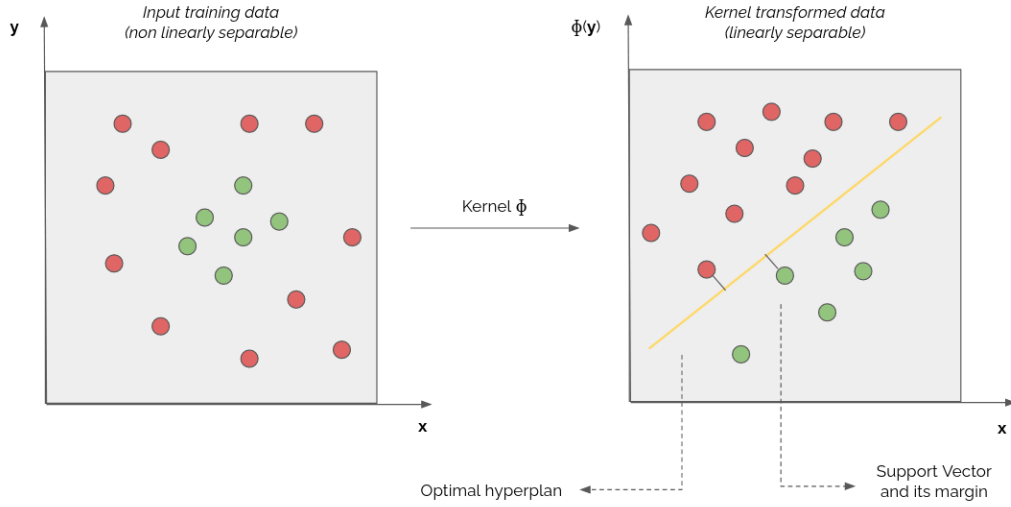 Input training data
(non linearly separable)
y
x
Kernel ϕ
Kernel transformed data
(linearly separable)
ϕ(y)
x
Optimal hyperplan
Support Vector
and its margin